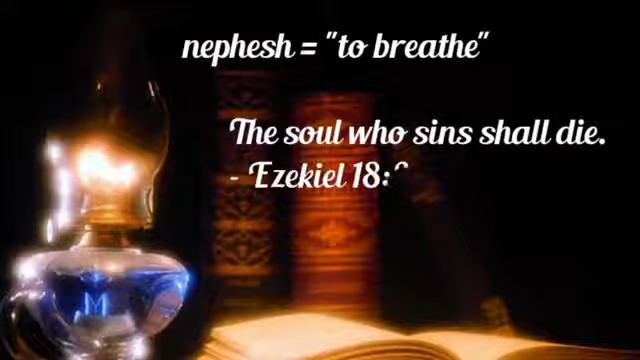 nephesh = "to breathe"
The soul who sins shall die.
- Ezekiel 18: